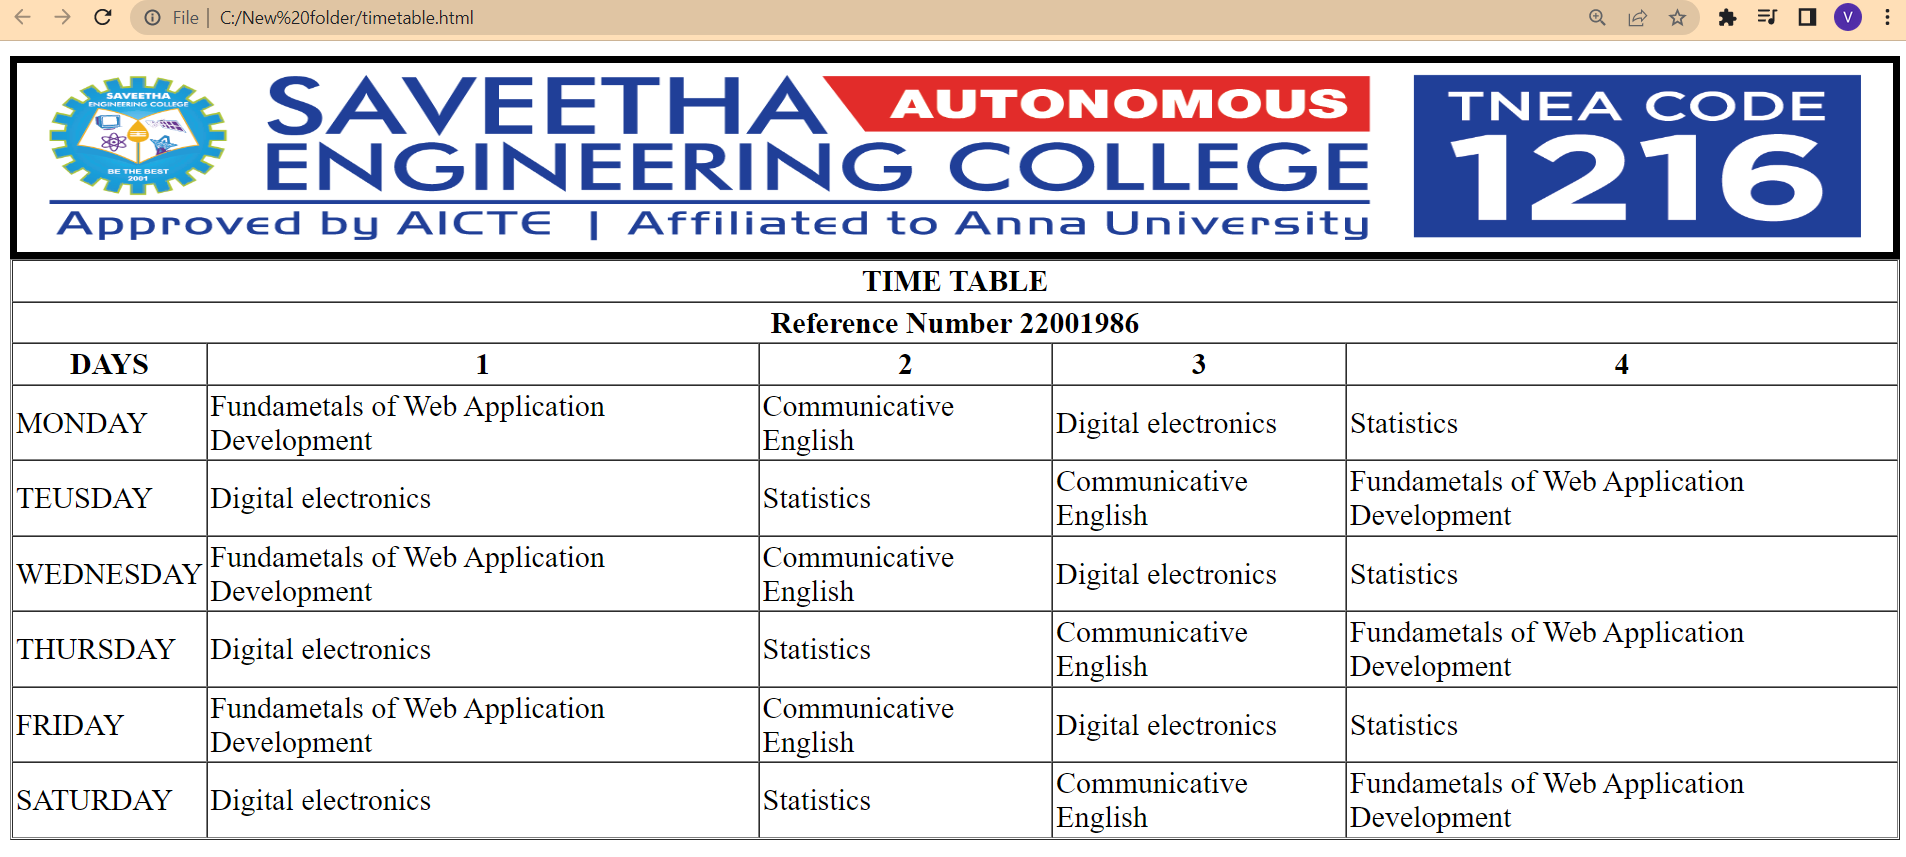 File | C:/New%20folder/timetable.html
V
SAVEETHA
ENGINEERING COLLEGE
BE THE BEST
2001
SAVEETHA AUTONOMOUS
ENGINEERING COLLEGE
Approved by AICTE | Affiliated to Anna University
TNEA CODE
1216
TIME TABLE
Reference Number 22001986
DAYS 1 2 3 4
MONDAY Fundametals of Web Application Development Communicative English Digital electronics Statistics
TEUSDAY Digital electronics Statistics Communicative English Fundametals of Web Application Development
WEDNESDAY Fundametals of Web Application Development Communicative English Digital electronics Statistics
THURSDAY Digital electronics Statistics Communicative English Fundametals of Web Application Development
FRIDAY Fundametals of Web Application Development Communicative English Digital electronics Statistics
SATURDAY Digital electronics Statistics Communicative English Fundametals of Web Application Development